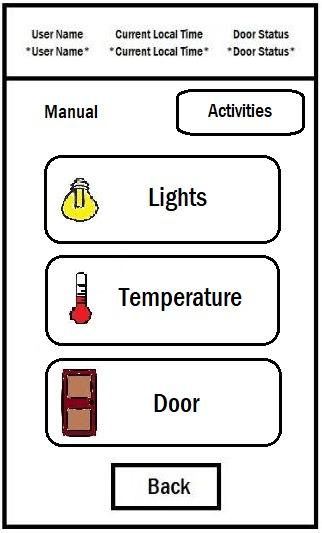 User Name Current Local Time Door Status
*User Name* *Current Local Time* *Door Status*
Manual Activities
Lights
Temperature
Door
Back